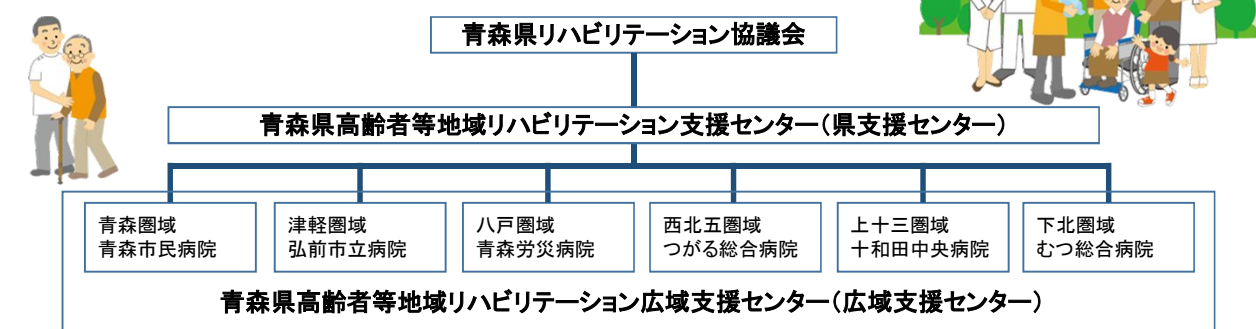 青森県リハビリテーション協議会
青森県高齢者等地域リハビリテーション支援センター（県支援センター）
青森圏域
青森市民病院
津軽圏域
弘前市立病院
八戸圏域
青森労災病院
西北五圏域
つがる総合病院
上十三圏域
十和田中央病院
下北圏域
むつ総合病院
青森県高齢者等地域リハビリテーション広域支援センター（広域支援センター）